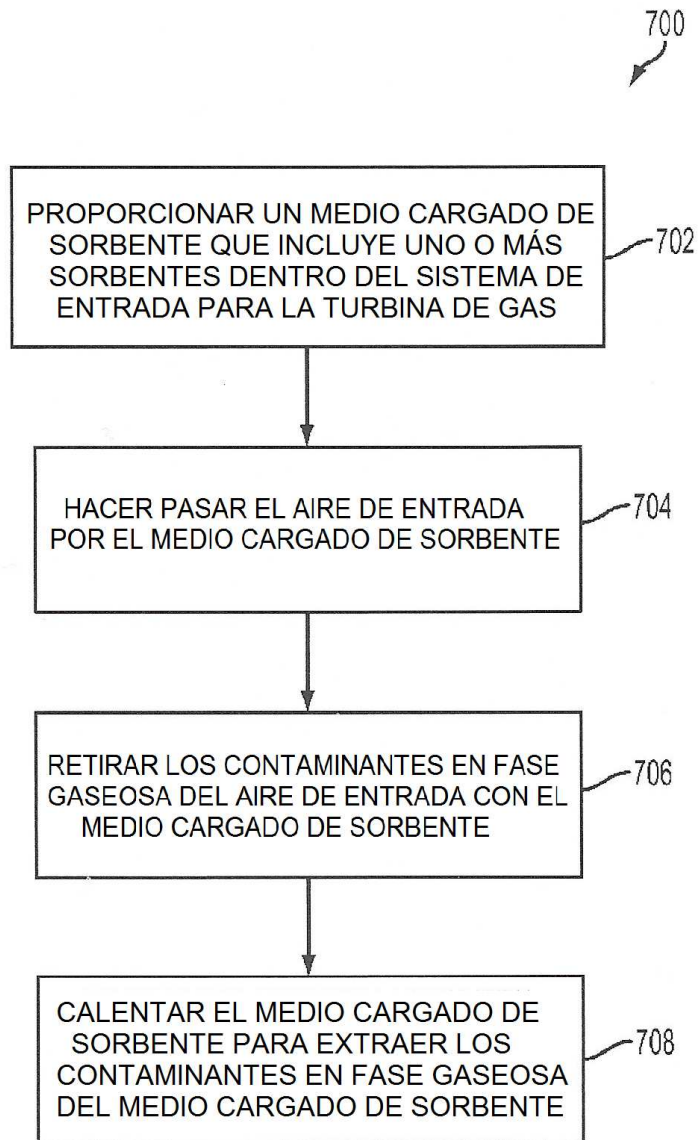 700
PROPORCIONAR UN MEDIO CARGADO DE
SORBENTE QUE INCLUYE UNO O MÁS
SORBENTES DENTRO DEL SISTEMA DE
ENTRADA PARA LA TURBINA DE GAS
702
HACER PASAR EL AIRE DE ENTRADA
POR EL MEDIO CARGADO DE SORBENTE
704
RETIRAR LOS CONTAMINANTES EN FASE
GASEOSA DEL AIRE DE ENTRADA CON EL
MEDIO CARGADO DE SORBENTE
706
CALENTAR EL MEDIO CARGADO DE
SORBENTE PARA EXTRAER LOS
CONTAMINANTES EN FASE GASEOSA
DEL MEDIO CARGADO DE SORBENTE
708